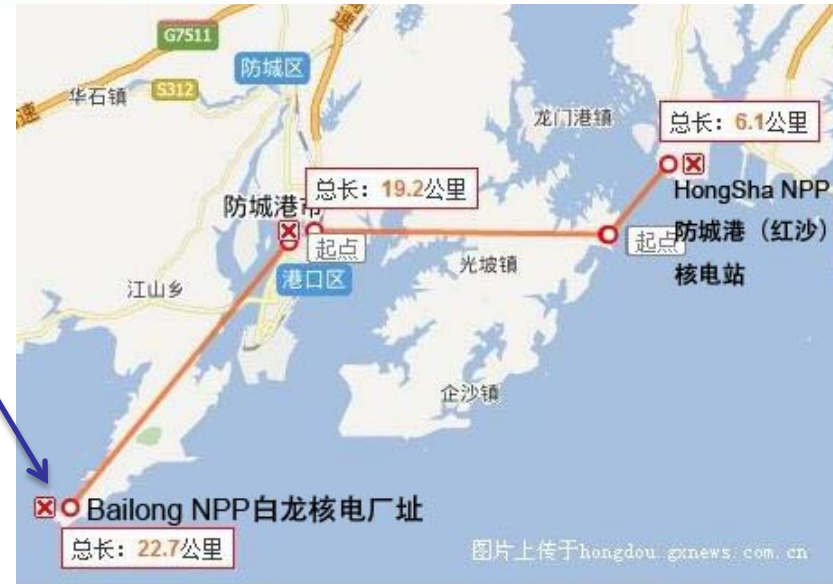 G7511
防城区
速
华石镇
S312
速
龙门港镇
总长：6.1公里
HongSha NPP
防城港（红沙）
核电站
总长：19.2公里
防城港市
起点
起点
港口区
光坡镇
江山乡
企沙镇
Bailong NPP白龙核电厂址
总长：22.7公里
图片上传于hongdou.gxnews.com.cn